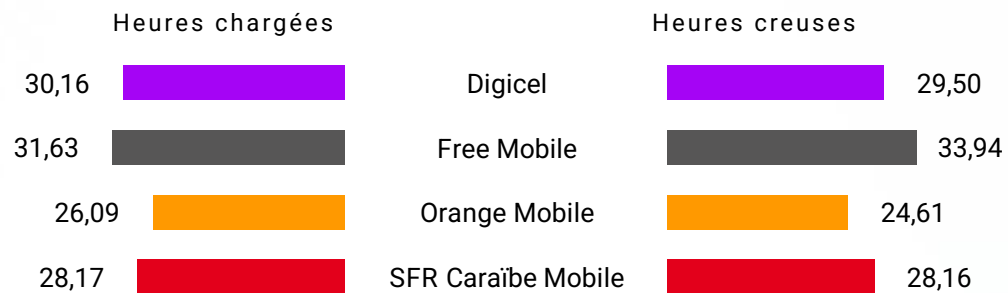 Heures chargées Heures creuses
30,16 Digicel 29,50
31,63 Free Mobile 33,94
26,09 Orange Mobile 24,61
28,17 SFR Caraïbe Mobile 28,16